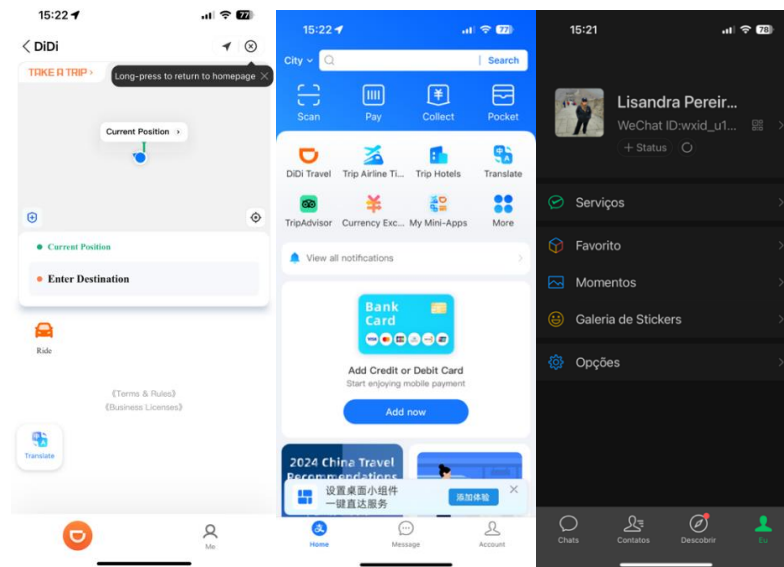 15:22
77
DiDi
TAKE A TRIP
Long-press to return to homepage
Current Position
Current Position
Enter Destination
Ride
《Terms & Rules》
《Business Licenses》
Translate
Me
15:22
77
City
Search
Scan
Pay
Collect
Pocket
DiDi Travel
Trip Airline Ti...
Trip Hotels
Translate
TripAdvisor
Currency Exc...
My Mini-Apps
More
View all notifications
Bank
Card
Add Credit or Debit Card
Start enjoying mobile payment
Add now
2024 China Travel
Recommendations
设置桌面小组件
一键直达服务
添加体验
Home
Message
Account
15:21
78
Lisandra Pereir...
WeChat ID:wxid_u1...
+ Status
Serviços
Favorito
Momentos
Galeria de Stickers
Opções
Chats
Contatos
Descobrir
Eu